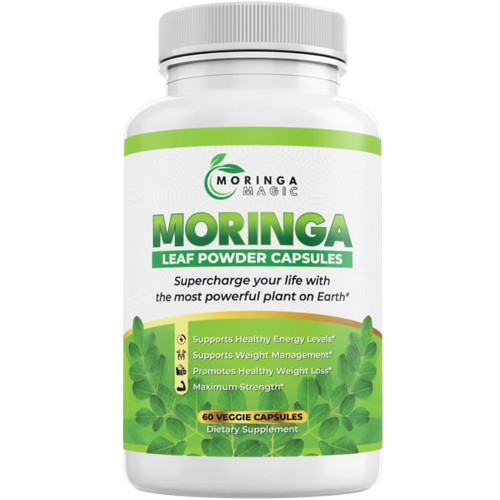 MORINGA
MAGIC
MORINGA
LEAF POWDER CAPSULES
Supercharge your life with
the most powerful plant on Earth*
Supports Healthy Energy Levels*
Supports Weight Management*
Promotes Healthy Weight Loss*
Maximum Strength*
60 VEGGIE CAPSULES
Dietary Supplement